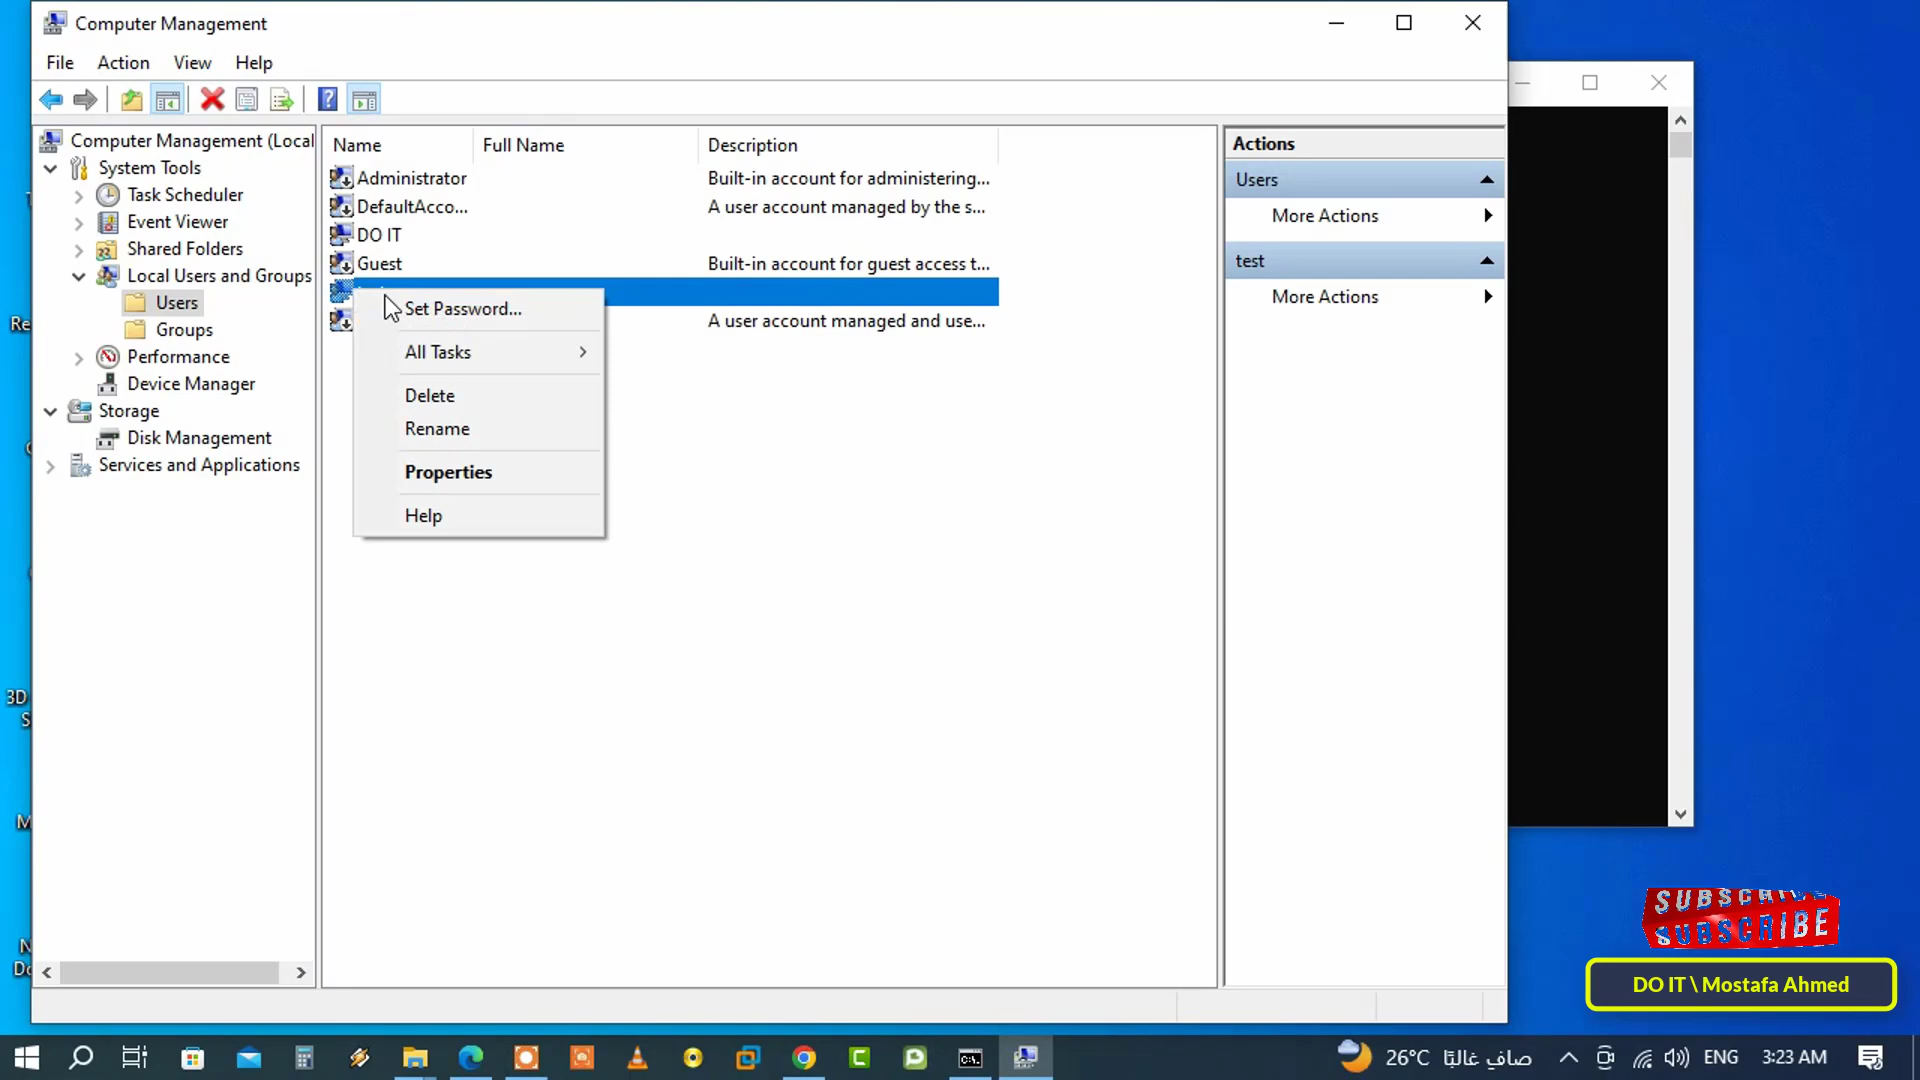 Computer Management
File Action View Help
Computer Management (Local
System Tools
Task Scheduler
Event Viewer
Shared Folders
Local Users and Groups
Users
Groups
Performance
Device Manager
Storage
Disk Management
Services and Applications
Name Full Name Description
Administrator Built-in account for administering...
DefaultAcco... A user account managed by the s...
DO IT
Guest Built-in account for guest access t...
A user account managed and use...
Set Password...
All Tasks
Delete
Rename
Properties
Help
Actions
Users
More Actions
test
More Actions
Re
3D
S
M
N
Do
SUBSCRIBE
SUBSCRIBE
DO IT \ Mostafa Ahmed
26°C صافٍ غالبًا ENG 3:23 AM